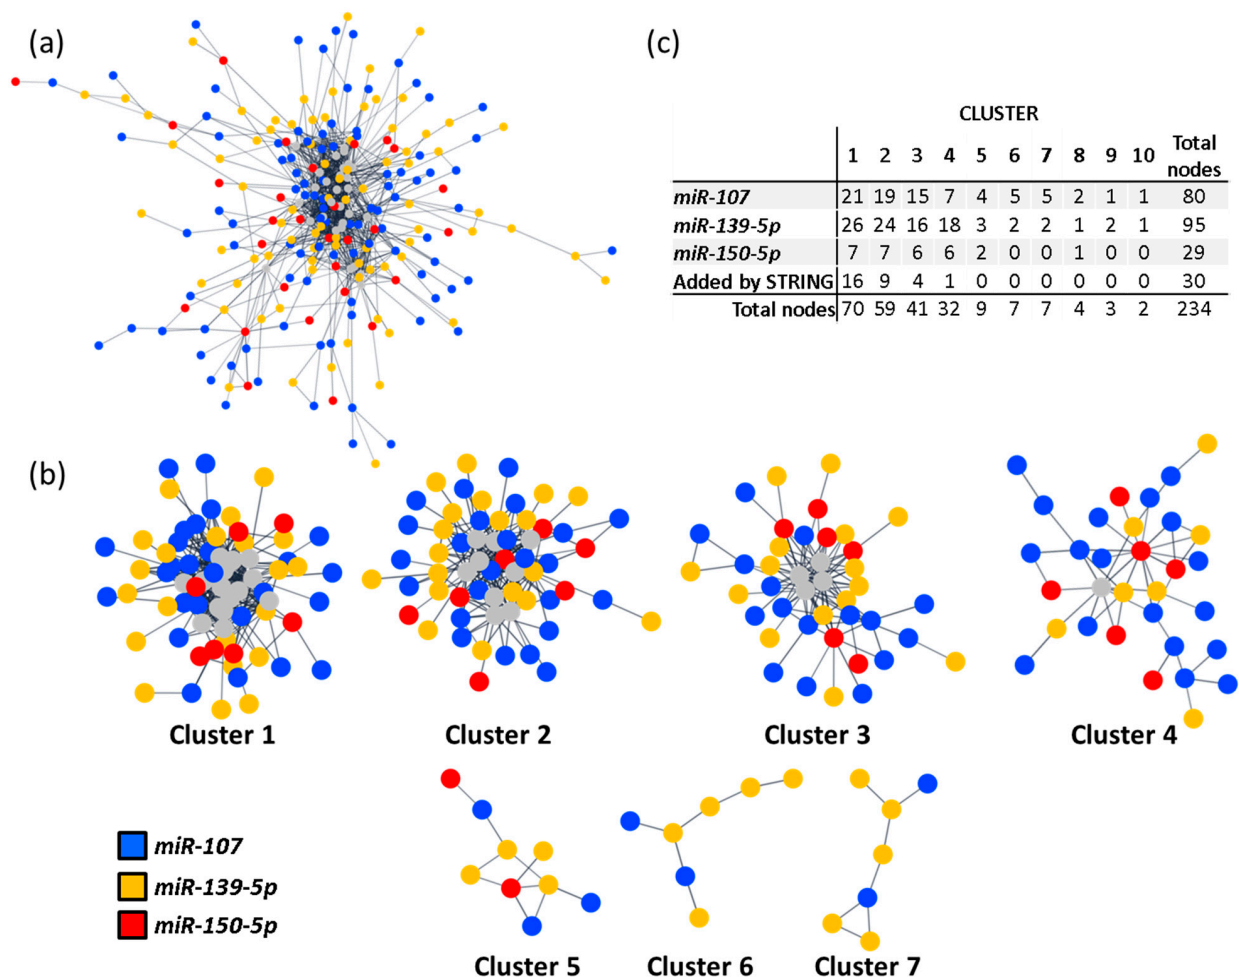 (a)
(c)
CLUSTER
1 2 3 4 5 6 7 8 9 10 Total nodes
miR-107 21 19 15 7 4 5 5 2 1 1 80
miR-139-5p 26 24 16 18 3 2 2 1 2 1 95
miR-150-5p 7 7 6 6 2 0 0 1 0 0 29
Added by STRING 16 9 4 1 0 0 0 0 0 0 30
Total nodes 70 59 41 32 9 7 7 4 3 2 234
(b)
Cluster 1 Cluster 2 Cluster 3 Cluster 4
miR-107
miR-139-5p
miR-150-5p
Cluster 5 Cluster 6 Cluster 7